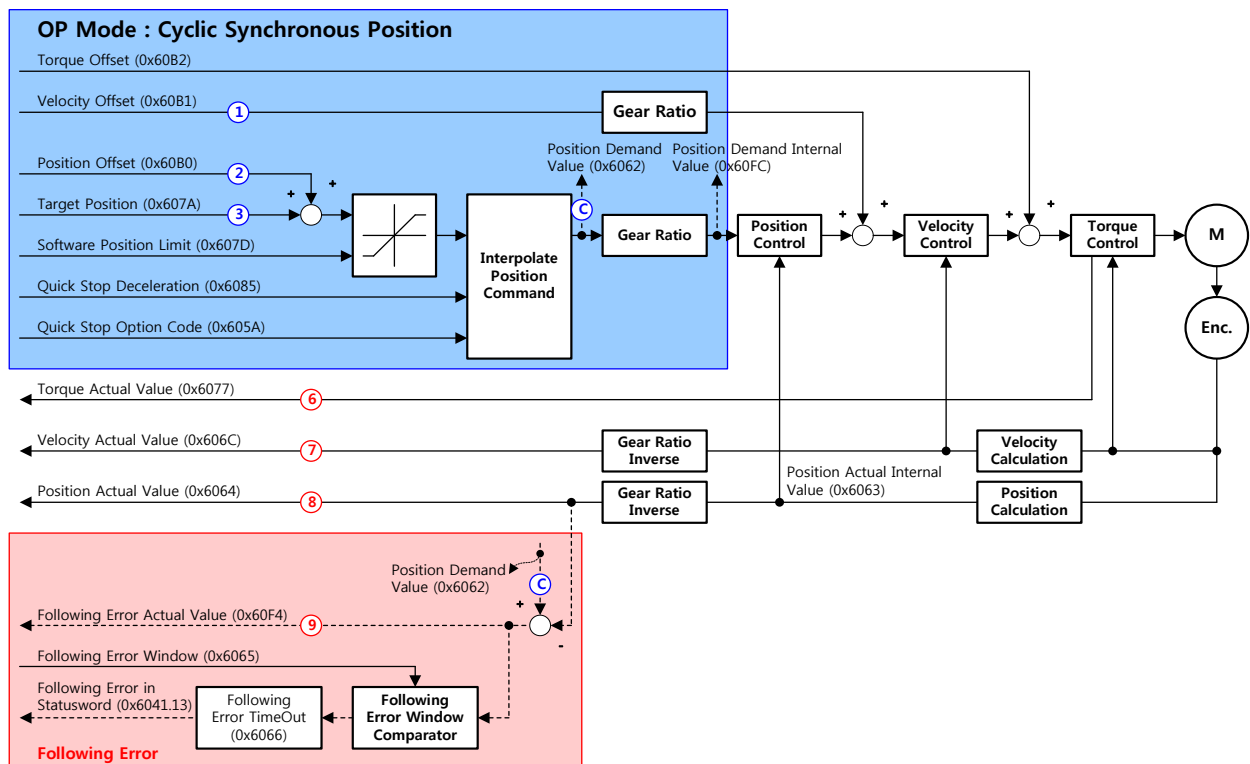 OP Mode : Cyclic Synchronous Position
Torque Offset (0x60B2)
Velocity Offset (0x60B1)
1
Gear Ratio
Position Offset (0x60B0)
2
+
+
Target Position (0x607A)
3
Software Position Limit (0x607D)
Quick Stop Deceleration (0x6085)
Quick Stop Option Code (0x605A)
Interpolate
Position
Command
Position Demand
Value (0x6062)
C
Position Demand Internal
Value (0x60FC)
Gear Ratio
Position
Control
+
+
Velocity
Control
+
+
Torque
Control
M
Enc.
Torque Actual Value (0x6077)
6
Velocity Actual Value (0x606C)
7
Gear Ratio
Inverse
Velocity
Calculation
Position Actual Value (0x6064)
8
Gear Ratio
Inverse
Position Actual Internal
Value (0x6063)
Position
Calculation
Position Demand
Value (0x6062)
C
+
-
Following Error Actual Value (0x60F4)
9
Following Error Window (0x6065)
Following Error in
Statusword (0x6041.13)
Following
Error TimeOut
(0x6066)
Following
Error Window
Comparator
Following Error